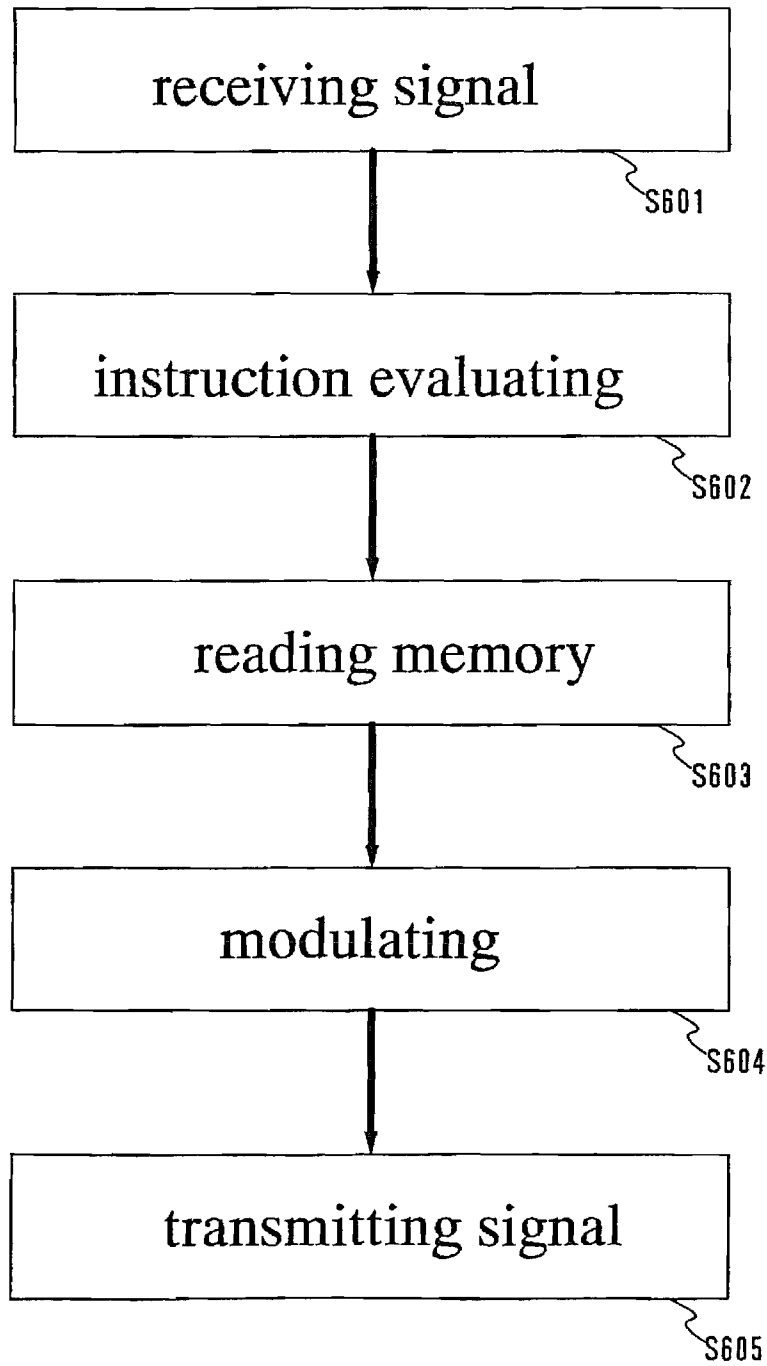 receiving signal
S601
instruction evaluating
S602
reading memory
S603
modulating
S604
transmitting signal
S605